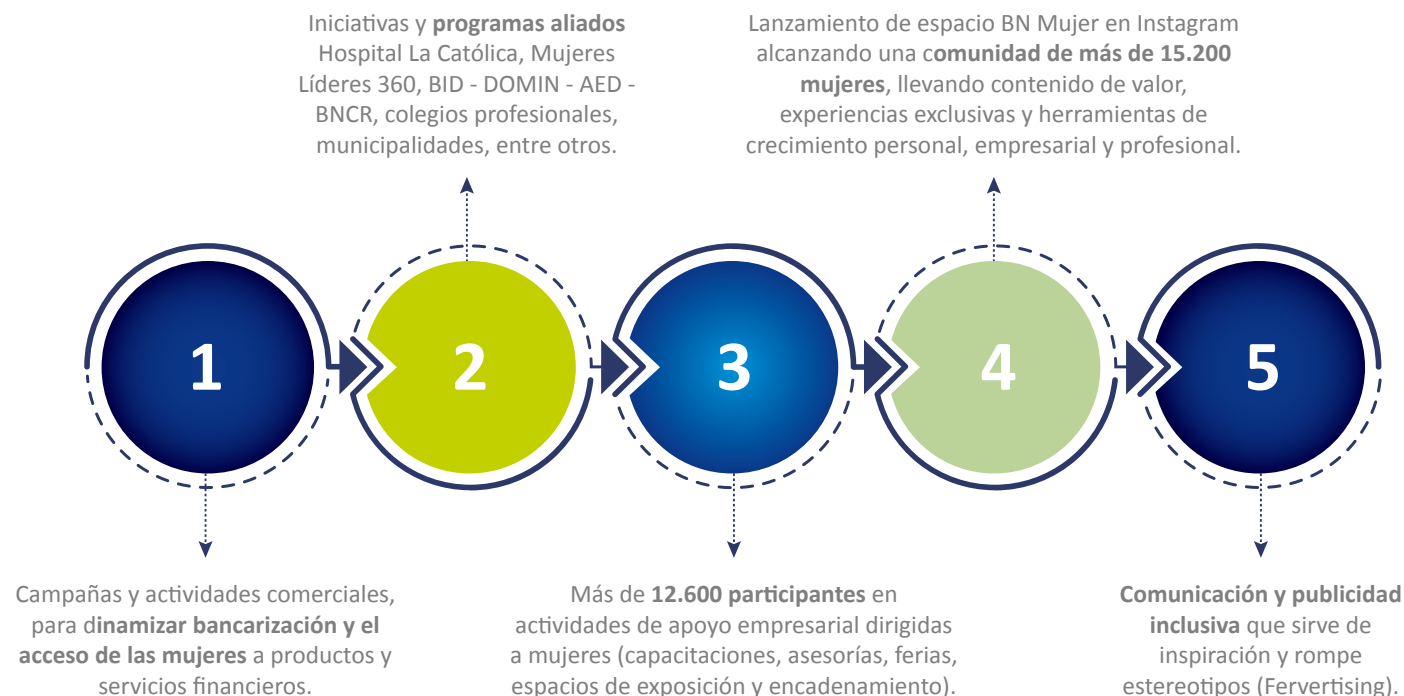 Iniciativas y programas aliados
Hospital La Católica, Mujeres
Líderes 360, BID - DOMIN - AED -
BNCR, colegios profesionales,
municipalidades, entre otros.
Lanzamiento de espacio BN Mujer en Instagram
alcanzando una comunidad de más de 15.200
mujeres, llevando contenido de valor,
experiencias exclusivas y herramientas de
crecimiento personal, empresarial y profesional.
1
2
3
4
5
Campañas y actividades comerciales,
para dinamizar bancarización y el
acceso de las mujeres a productos y
servicios financieros.
Más de 12.600 participantes en
actividades de apoyo empresarial dirigidas
a mujeres (capacitaciones, asesorías, ferias,
espacios de exposición y encadenamiento).
Comunicación y publicidad
inclusiva que sirve de
inspiración y rompe
estereotipos (Fervertising).